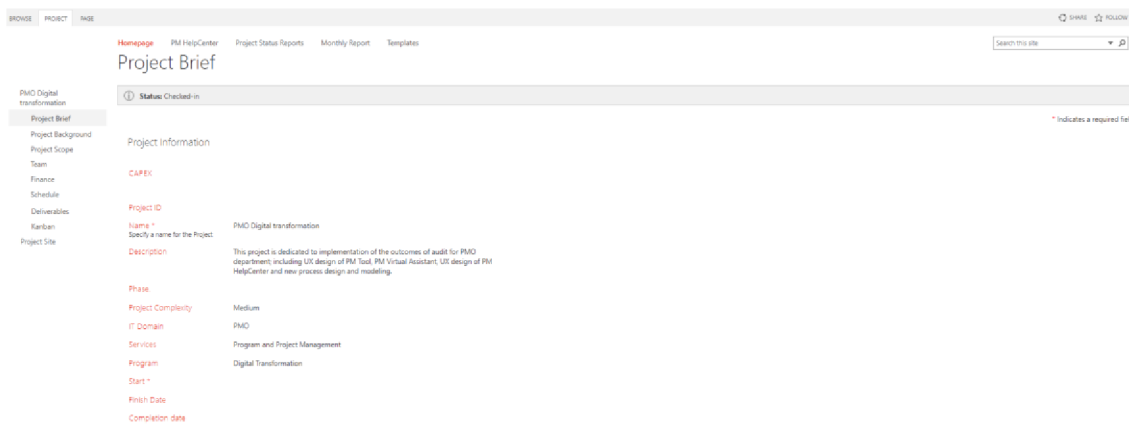 BROWSE PROJECT PAGE
SHARE FOLLOW
Homepage PM HelpCenter Project Status Reports Monthly Report Templates
Search this site
Project Brief
Status: Checked-in
* Indicates a required fie
PMO Digital
transformation
Project Brief
Project Background
Project Scope
Team
Finance
Schedule
Deliverables
Kanban
Project Site
Project Information
CAPEX
Project ID
Name * PMO Digital transformation
Specify a name for the Project
Description This project is dedicated to implementation of the outcomes of audit for PMO
department; including UX design of PM Tool, PM Virtual Assistant, UX design of PM
HelpCenter and new process design and modeling.
Phase
Project Complexity Medium
IT Domain PMO
Services Program and Project Management
Program Digital Transformation
Start *
Finish Date
Completion date